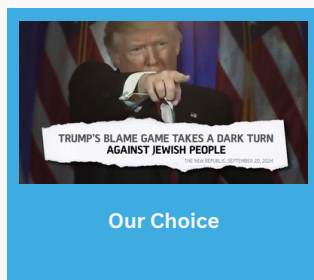 TRUMP'S BLAME GAME TAKES A DARK TURN
AGAINST JEWISH PEOPLE
THE NEW REPUBLIC, SEPTEMBER 20, 2024
Our Choice